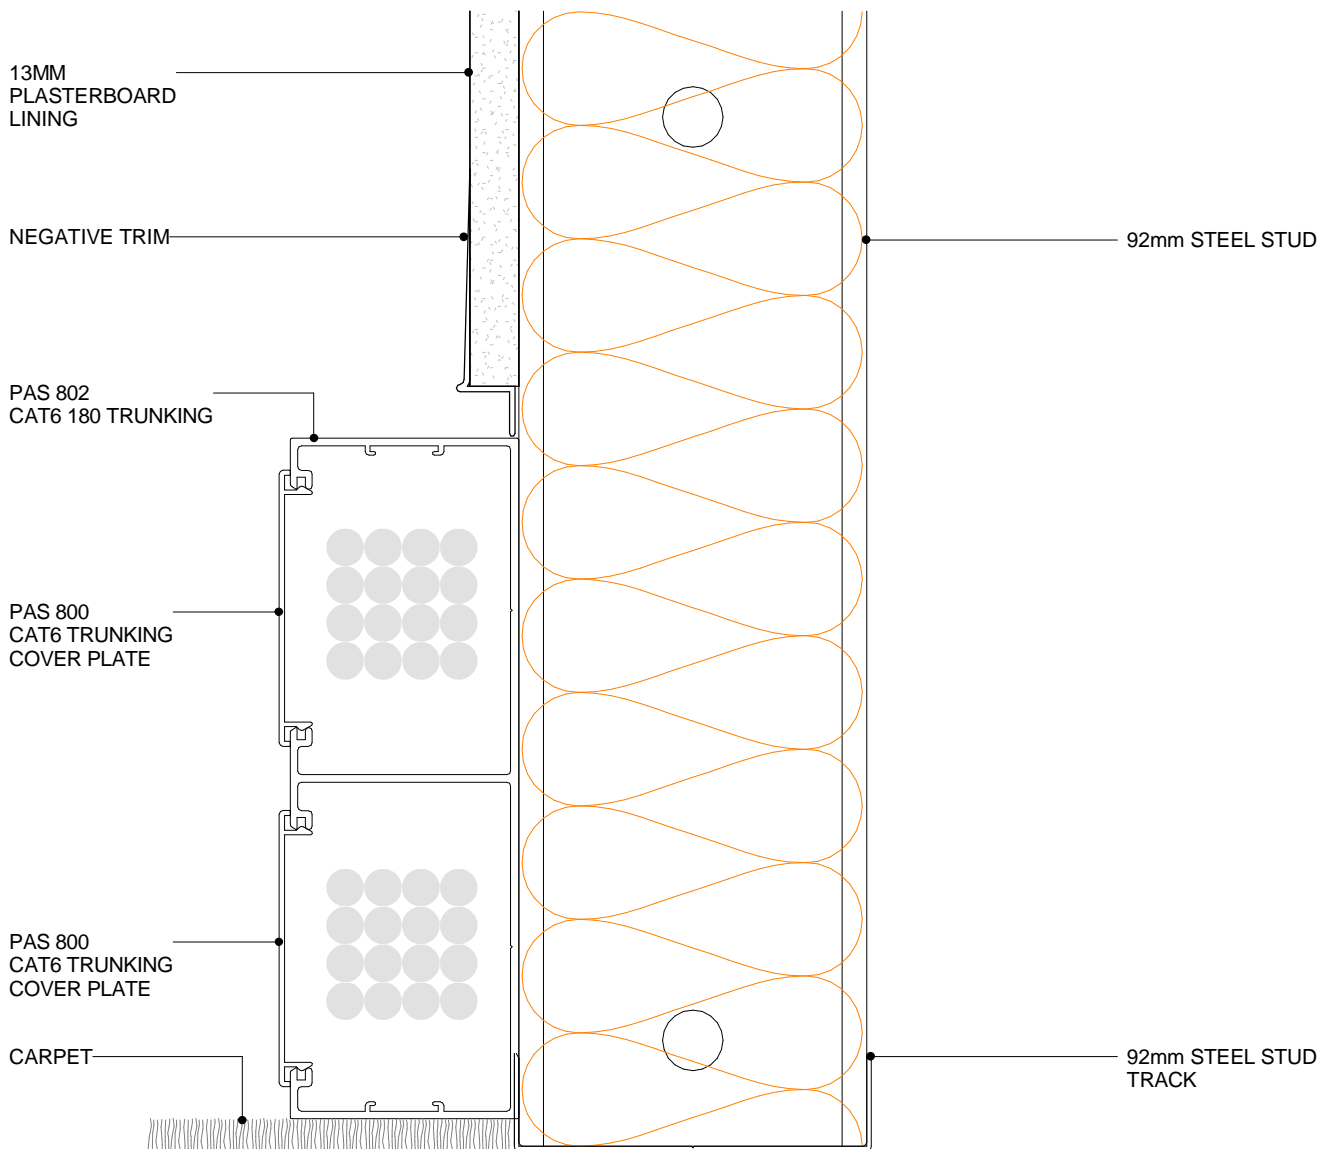 13MM
PLASTERBOARD
LINING
NEGATIVE TRIM
92mm STEEL STUD
PAS 802
CAT6 180 TRUNKING
PAS 800
CAT6 TRUNKING
COVER PLATE
PAS 800
CAT6 TRUNKING
COVER PLATE
CARPET
92mm STEEL STUD
TRACK